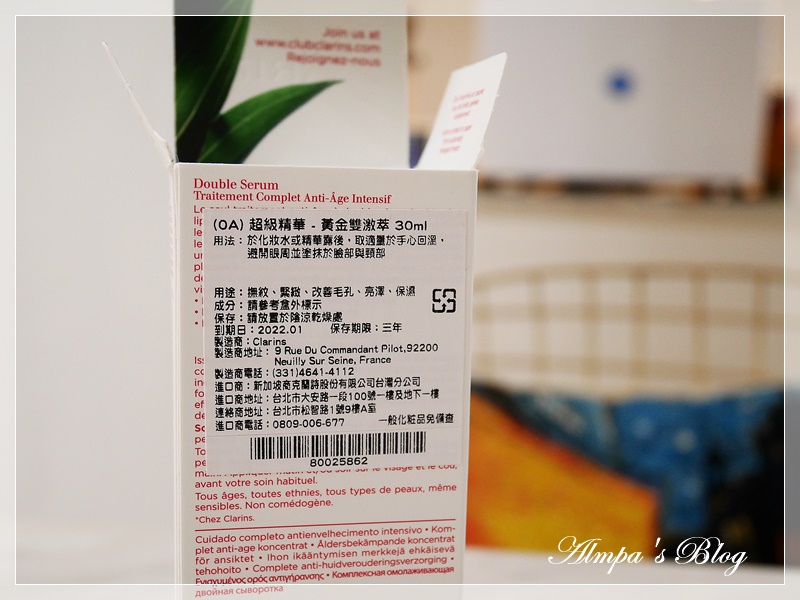 Join us at
www.clubclarins.com
Rejoignez-nous
Double Serum
Traitement Complet Anti-Âge Intensif
(0A) 超級精華 - 黃金雙激萃 30ml
用法：於化妝水或精華露後，取適量於手心回溫，
避開眼周並塗抹於臉部與頸部
用途：撫紋、緊緻、改善毛孔、亮澤、保濕
成分：請參考盒外標示
保存：請放置於陰涼乾燥處
到期日：2022.01 保存期限：三年
製造商：Clarins
製造商地址： 9 Rue Du Commandant Pilot,92200
Neuilly Sur Seine, France
製造商電話：(331)4641-4112
進口商：新加坡商克蘭詩股份有限公司台灣分公司
進口商地址：台北市大安路一段100號一樓及地下一樓
連絡商地址：台北市松智路1號9樓A室
進口商電話：0809-006-677 一般化粧品免備查
80025862
avant votre soin habituel.
Tous âges, toutes ethnies, tous types de peaux, même
sensibles. Non comédogène.
*Chez Clarins.
Cuidado completo antienvelhecimento intensivo • Kom-
plet anti-age koncentrat • Åldersbekämpande koncentrat
för ansiktet • Ihon ikääntymisen merkkejä ehkäisevä
tehohoito • Complete anti-huidverouderingsverzorging •
Ενισχυμένος ορός αντιγήρανσης • Комплексная омолаживающая
двойная сыворотка
Almpa's Blog